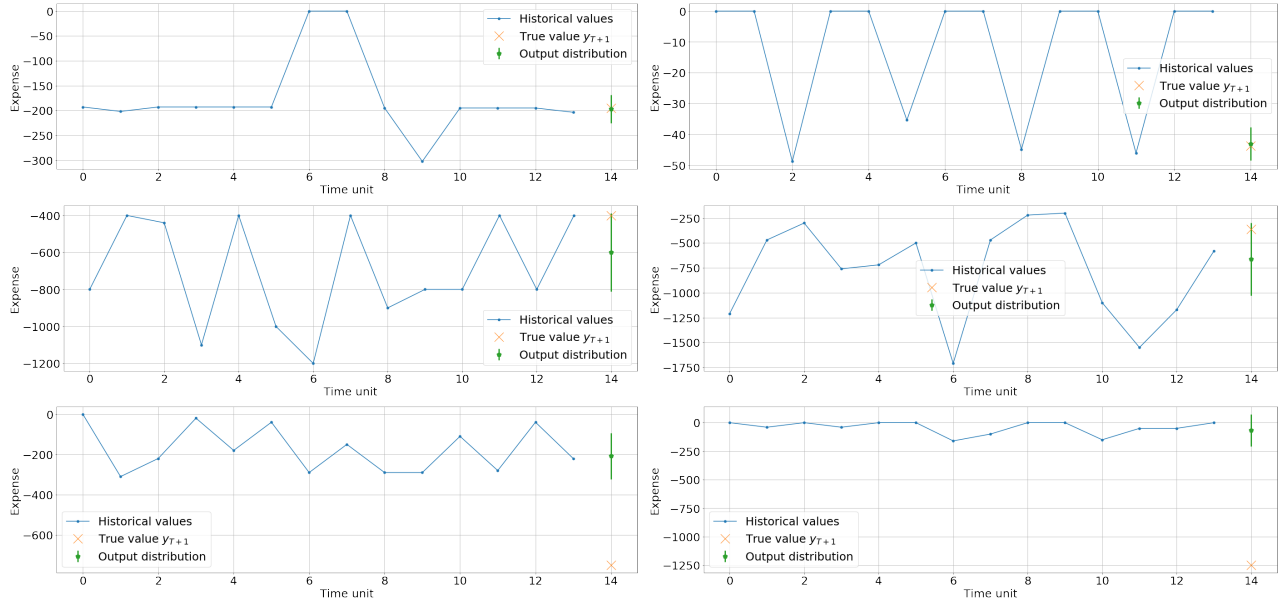 0
−50
−100
−150
−200
−250
−300
Expense
0 2 4 6 8 10 12 14
Time unit
Historical values
True value y_{T+1}
Output distribution
0
−10
−20
−30
−40
−50
Expense
0 2 4 6 8 10 12 14
Time unit
Historical values
True value y_{T+1}
Output distribution
−400
−600
−800
−1000
−1200
Expense
0 2 4 6 8 10 12 14
Time unit
Historical values
True value y_{T+1}
Output distribution
−250
−500
−750
−1000
−1250
−1500
−1750
Expense
0 2 4 6 8 10 12 14
Time unit
Historical values
True value y_{T+1}
Output distribution
0
−200
−400
−600
Expense
0 2 4 6 8 10 12 14
Time unit
Historical values
True value y_{T+1}
Output distribution
0
−250
−500
−750
−1000
−1250
Expense
0 2 4 6 8 10 12 14
Time unit
Historical values
True value y_{T+1}
Output distribution